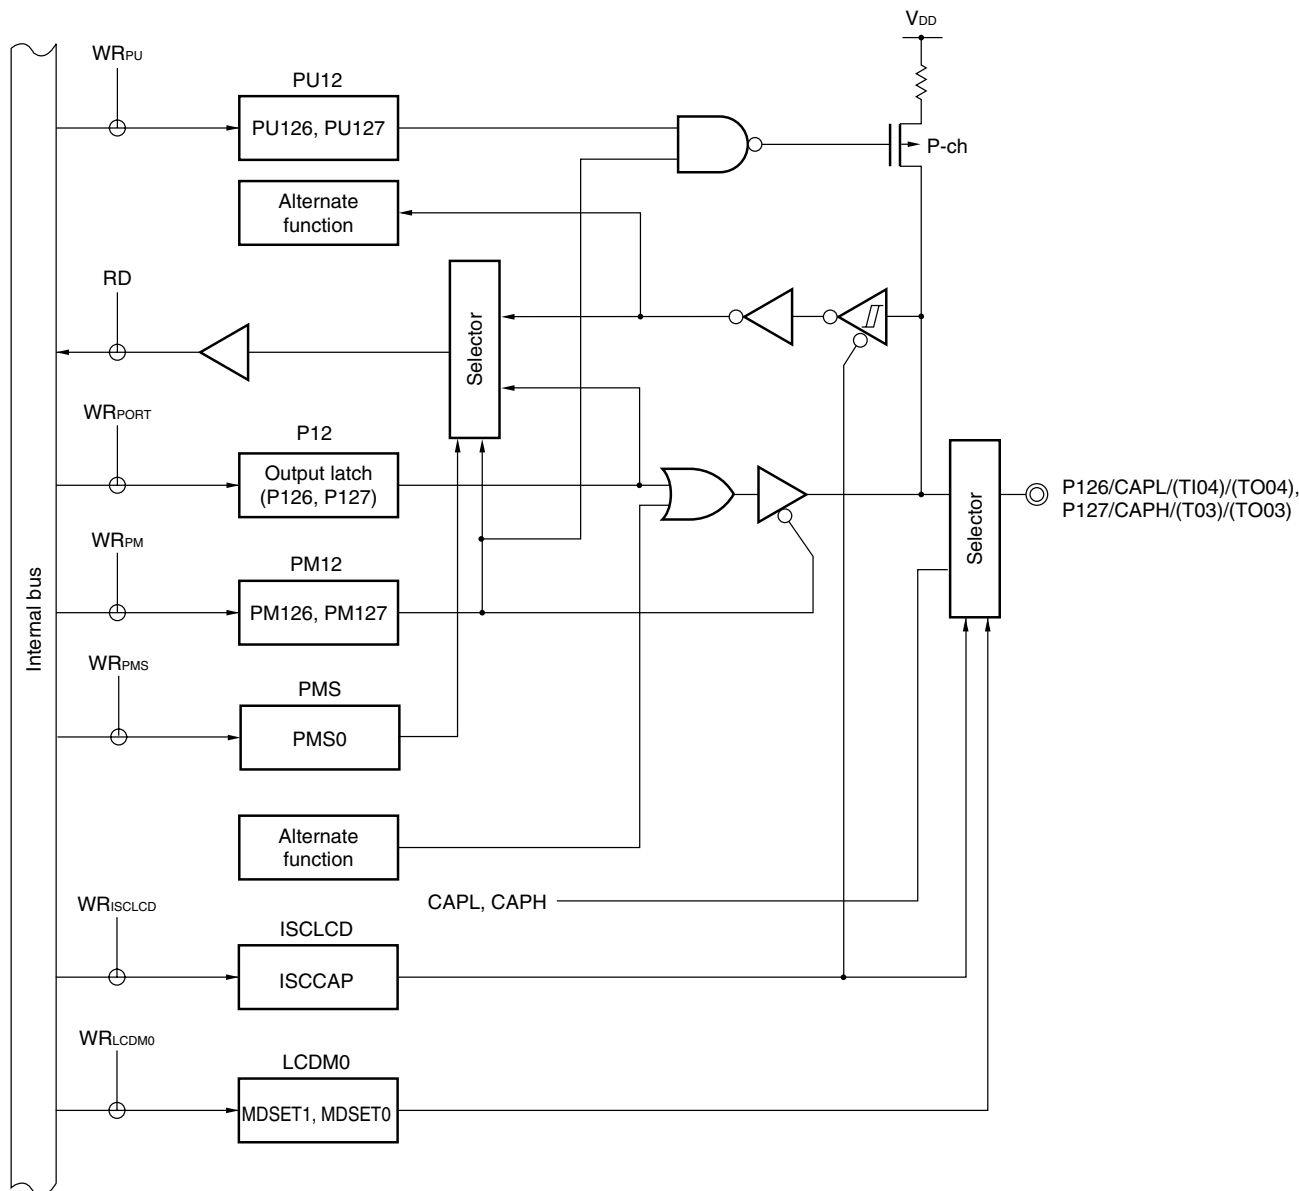 VDD
WRPU
PU12
PU126, PU127
P-ch
Alternate
function
RD
Selector
WRPORT
P12
Output latch
(P126, P127)
Selector
P126/CAPL/(TI04)/(TO04),
P127/CAPH/(T03)/(TO03)
WRPM
PM12
PM126, PM127
Internal bus
WRPMS
PMS
PMS0
Alternate
function
CAPL, CAPH
WRISCLCD
ISCLCD
ISCCAP
WRLCDM0
LCDM0
MDSET1, MDSET0